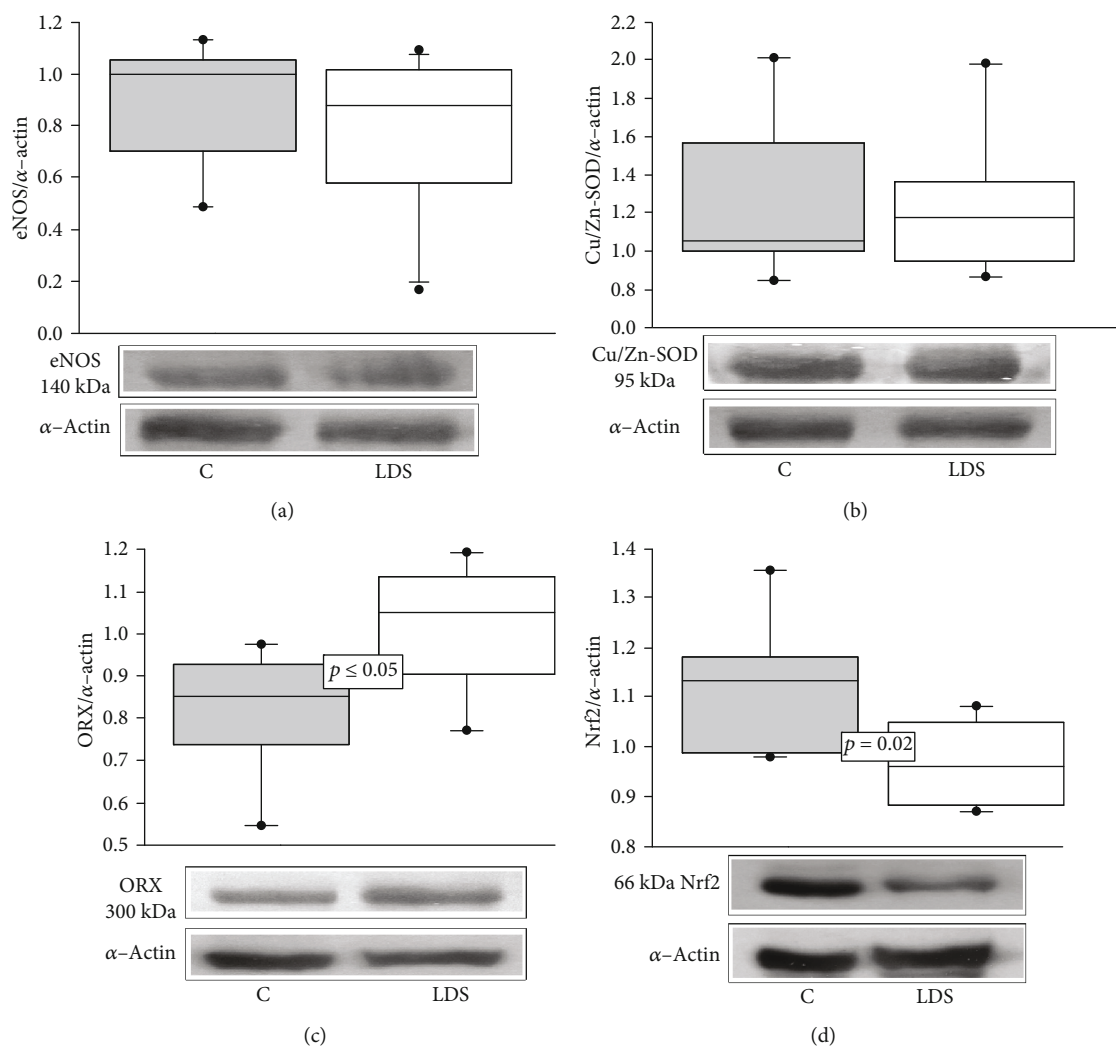 1.2
1.0
0.8
0.6
0.4
0.2
0.0
eNOS/α–actin
eNOS
140 kDa
α–Actin
C LDS
(a)
2.2
2.0
1.8
1.6
1.4
1.2
1.0
0.8
2.0
0.0
Cu/Zn-SOD/α–actin
Cu/Zn-SOD
95 kDa
α–Actin
C LDS
(b)
1.2
1.1
1.0
0.9
0.8
0.7
0.6
0.5
ORX/α–actin
p ≤ 0.05
ORX
300 kDa
α–Actin
C LDS
(c)
1.4
1.3
1.2
1.1
1.0
0.9
0.8
Nrf2/α–actin
p = 0.02
66 kDa Nrf2
α–Actin
C LDS
(d)